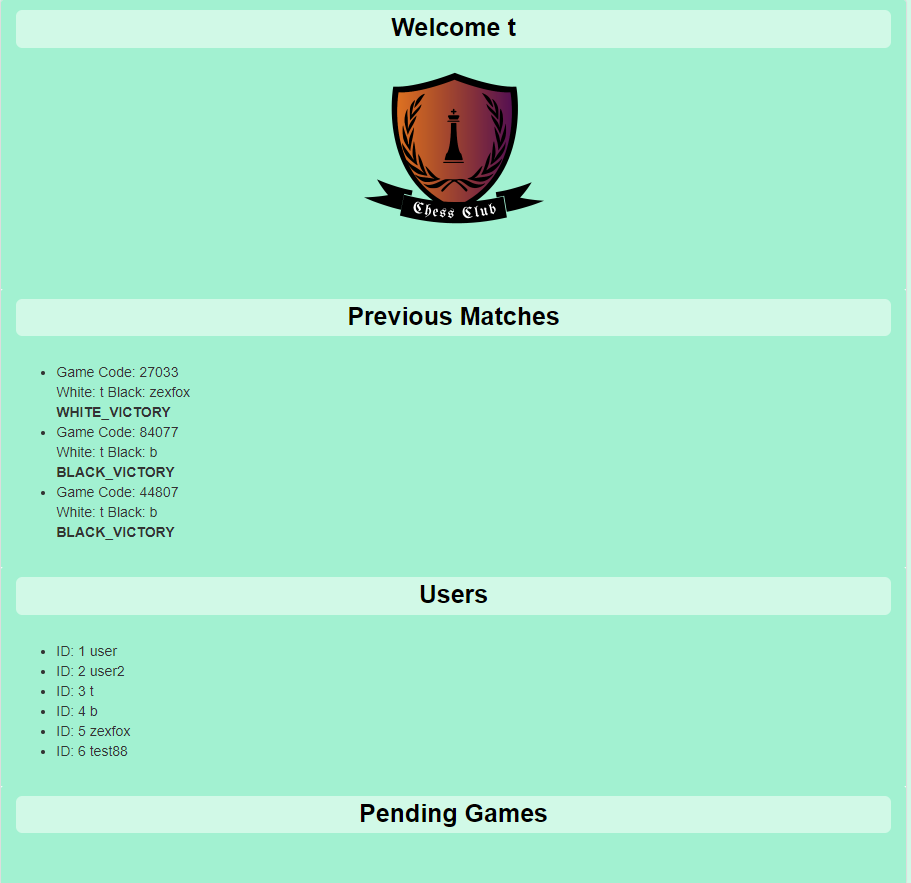 Welcome t
Chess Club
Previous Matches
Game Code: 27033
White: t Black: zexfox
WHITE_VICTORY
Game Code: 84077
White: t Black: b
BLACK_VICTORY
Game Code: 44807
White: t Black: b
BLACK_VICTORY
Users
ID: 1 user
ID: 2 user2
ID: 3 t
ID: 4 b
ID: 5 zexfox
ID: 6 test88
Pending Games